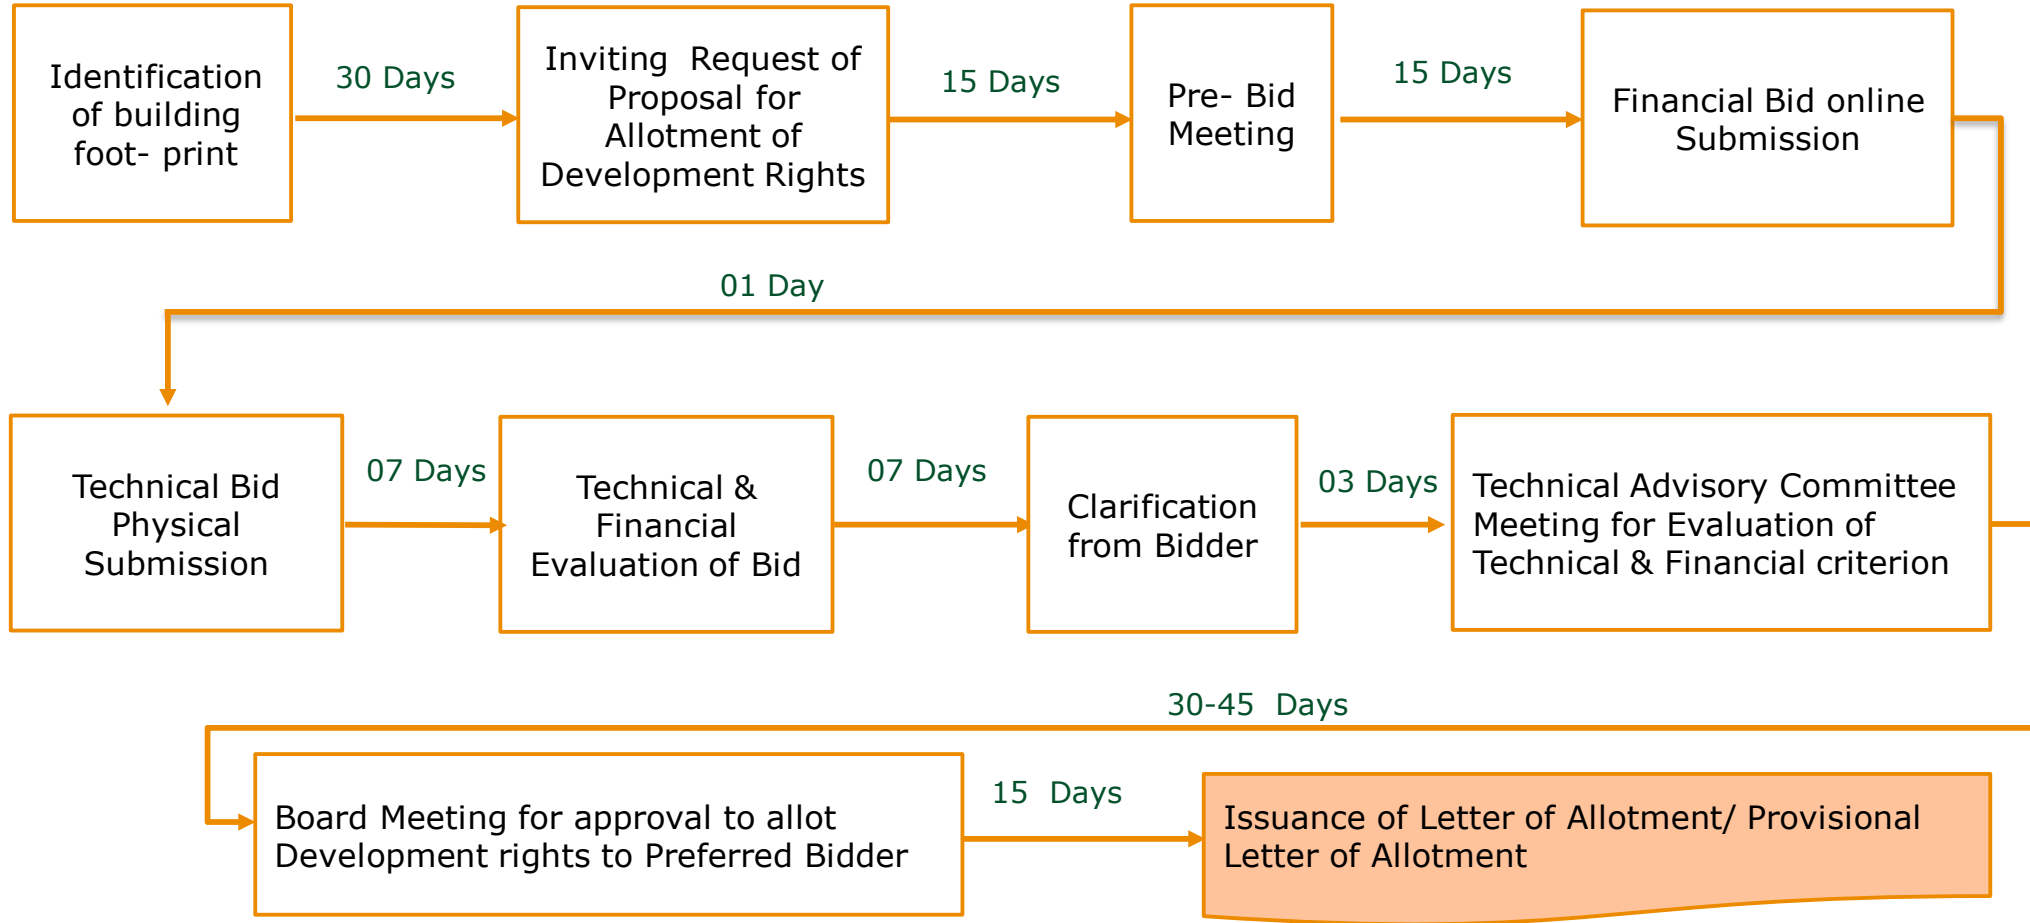 Identification
of building
foot- print
30 Days
Inviting  Request of
Proposal for
Allotment of
Development Rights
15 Days
Pre- Bid
Meeting
15 Days
Financial Bid online
Submission
01 Day
Technical Bid
Physical
Submission
07 Days
Technical &
Financial
Evaluation of Bid
07 Days
Clarification
from Bidder
03 Days
Technical Advisory Committee
Meeting for Evaluation of
Technical & Financial criterion
30-45  Days
Board Meeting for approval to allot
Development rights to Preferred Bidder
15  Days
Issuance of Letter of Allotment/ Provisional
Letter of Allotment